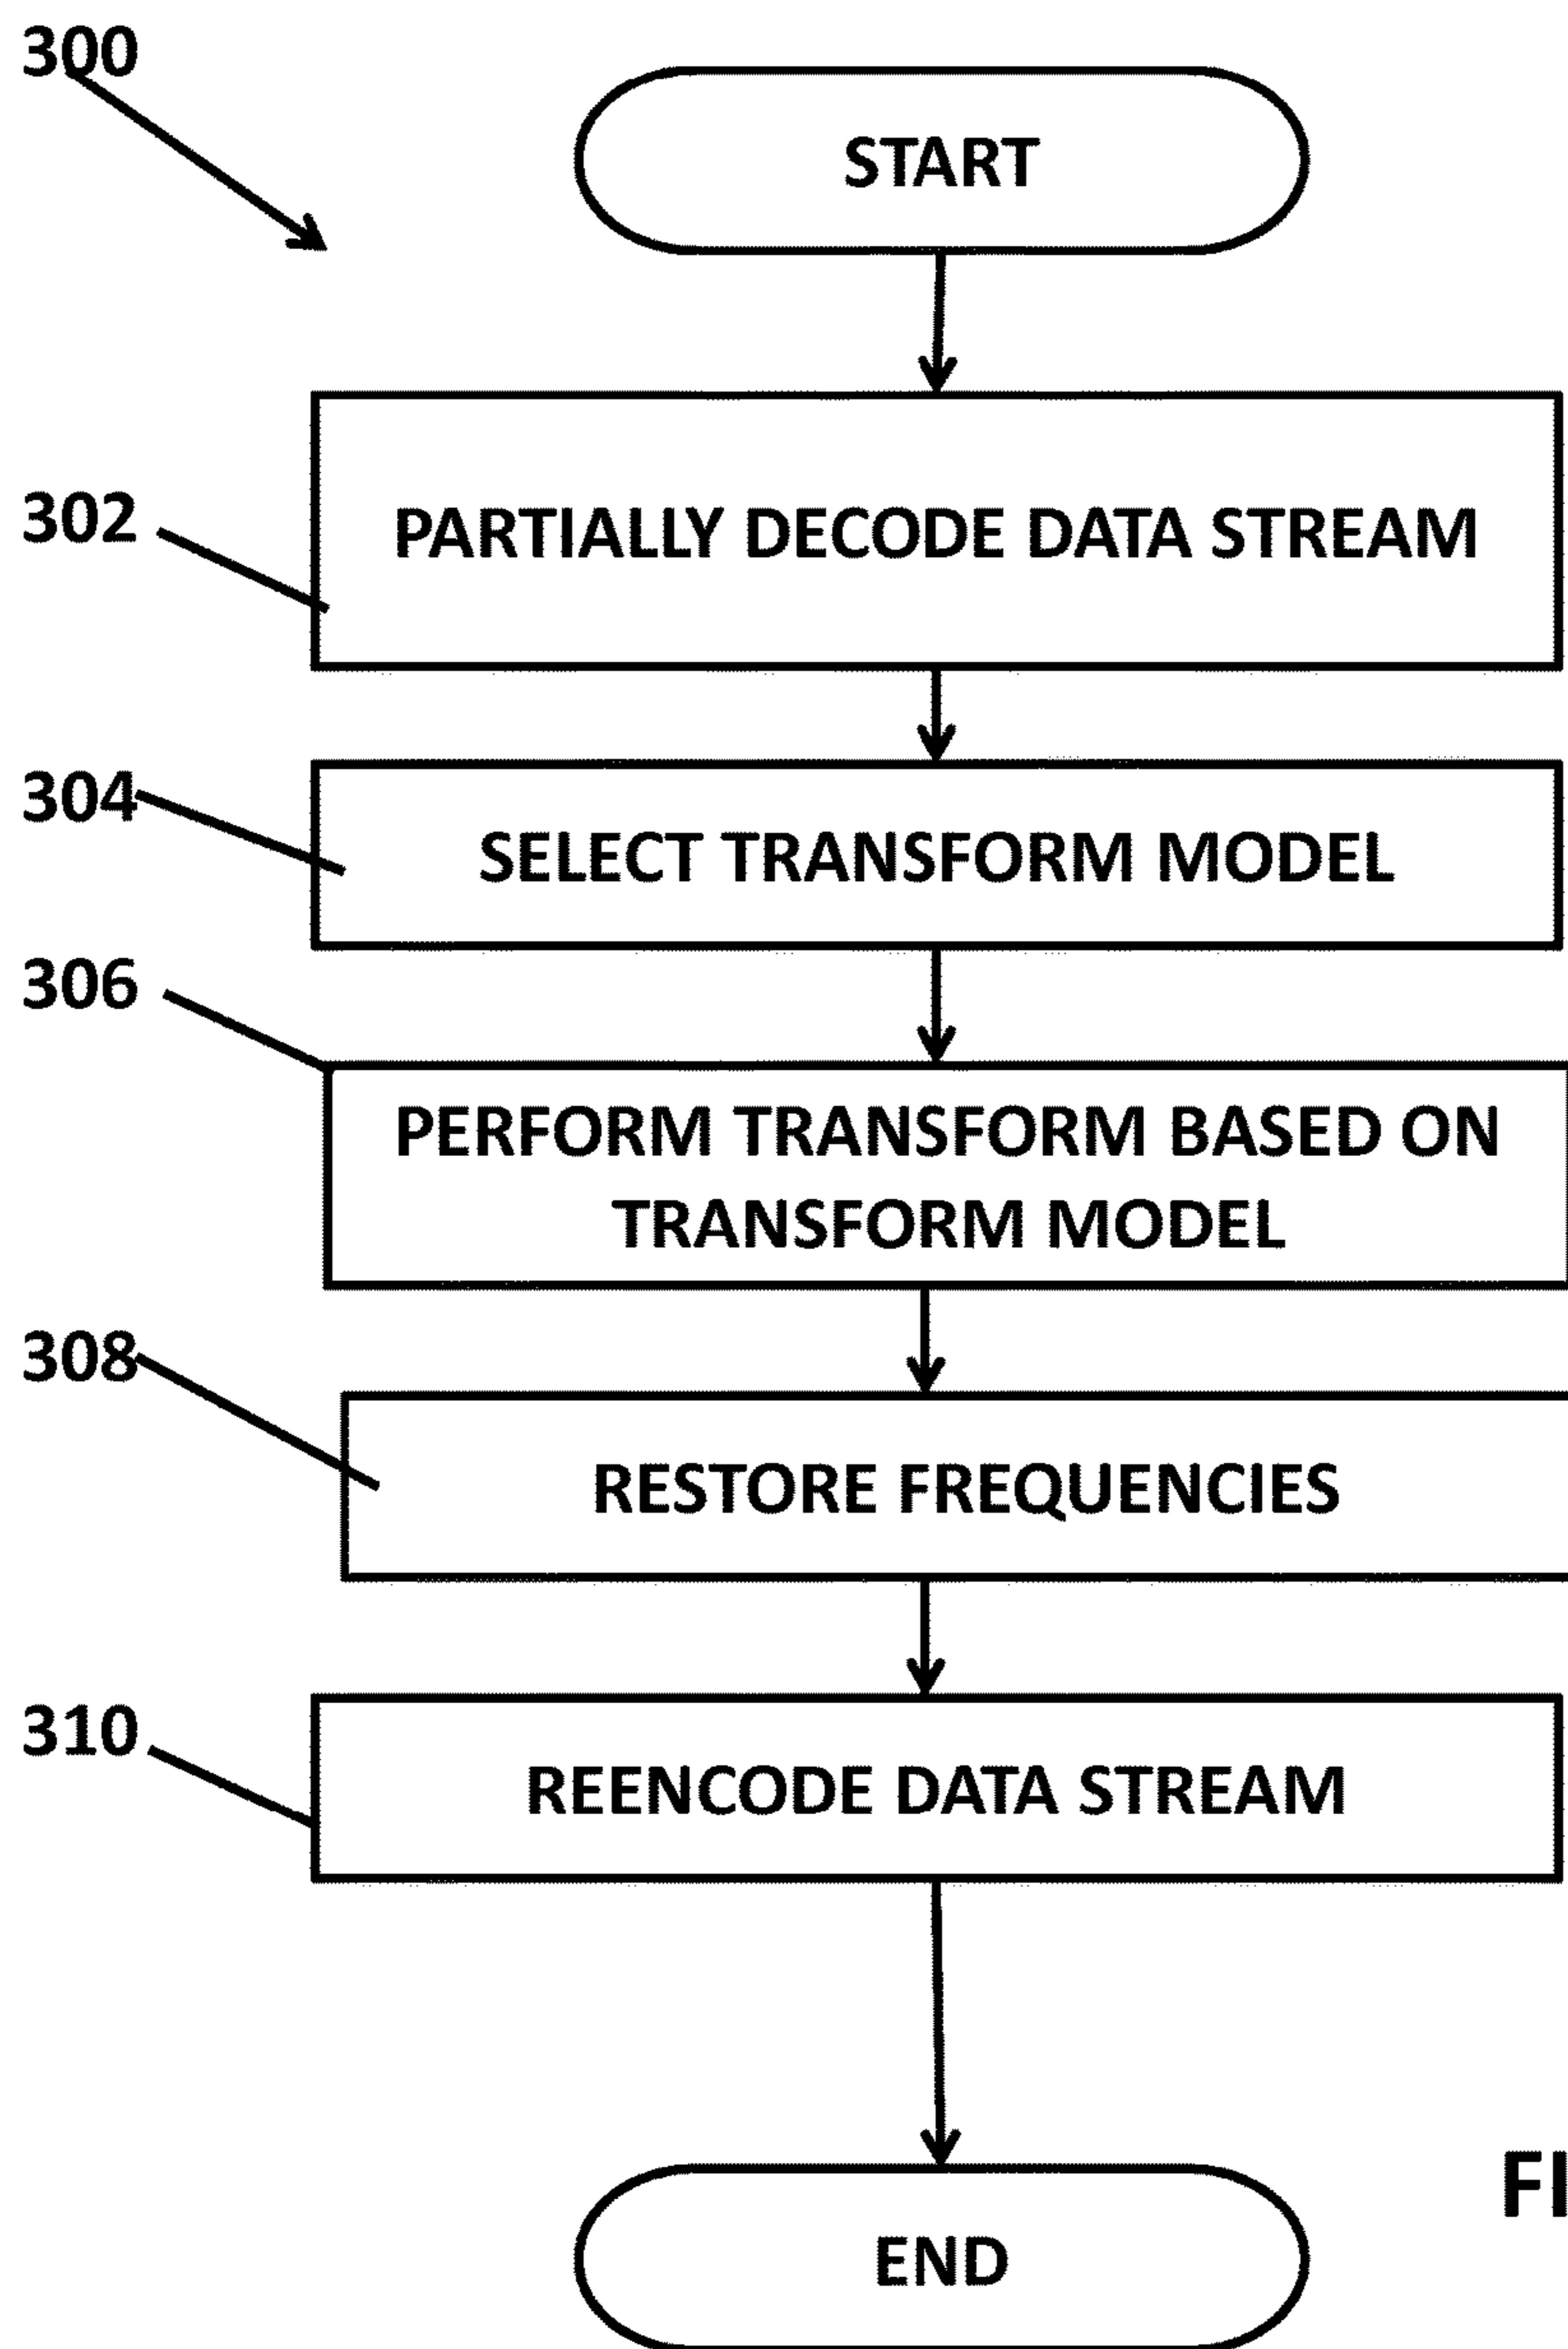 300
START
302
PARTIALLY DECODE DATA STREAM
304
SELECT TRANSFORM MODEL
306
PERFORM TRANSFORM BASED ON
TRANSFORM MODEL
308
RESTORE FREQUENCIES
310
REENCODE DATA STREAM
END